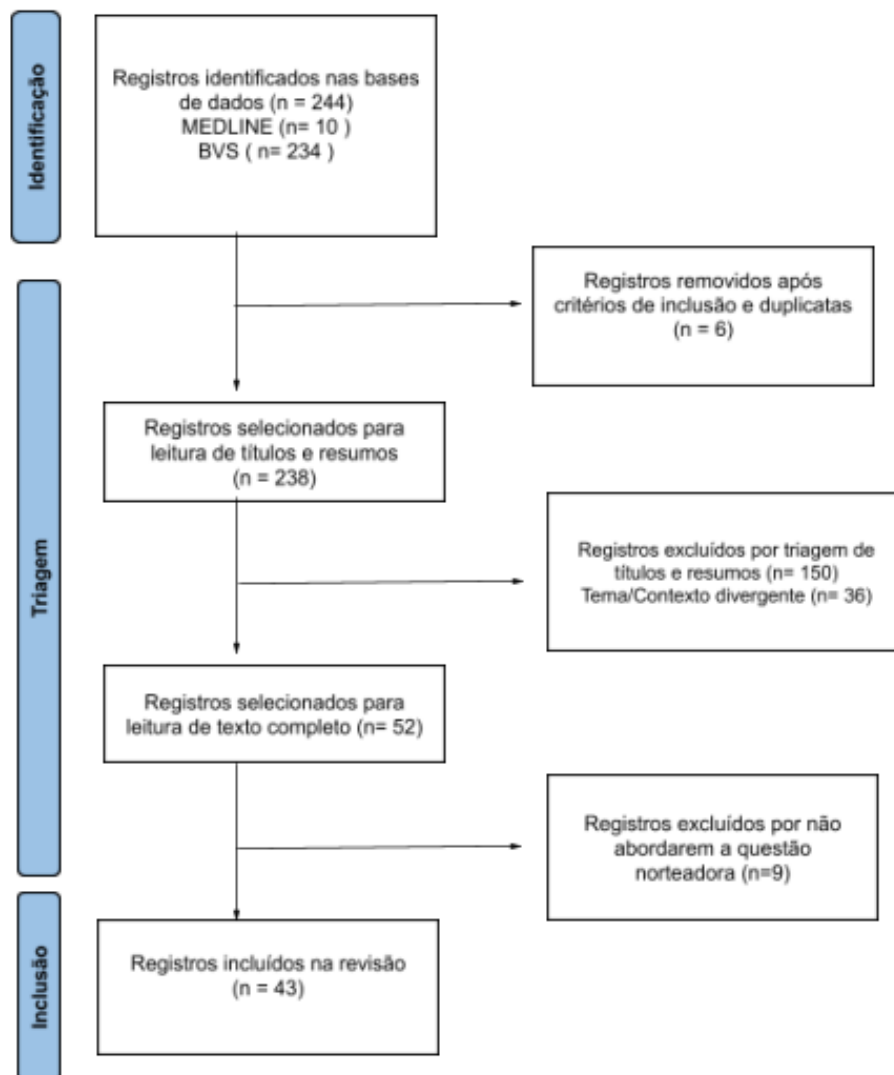 Identificação
Registros identificados nas bases
de dados (n = 244)
MEDLINE (n= 10 )
BVS ( n= 234 )
Registros removidos após
critérios de inclusão e duplicatas
(n = 6)
Triagem
Registros selecionados para
leitura de títulos e resumos
(n = 238)
Registros excluídos por triagem de
títulos e resumos (n= 150)
Tema/Contexto divergente (n= 36)
Registros selecionados para
leitura de texto completo (n= 52)
Registros excluídos por não
abordarem a questão
norteadora (n=9)
Inclusão
Registros incluídos na revisão
(n = 43)